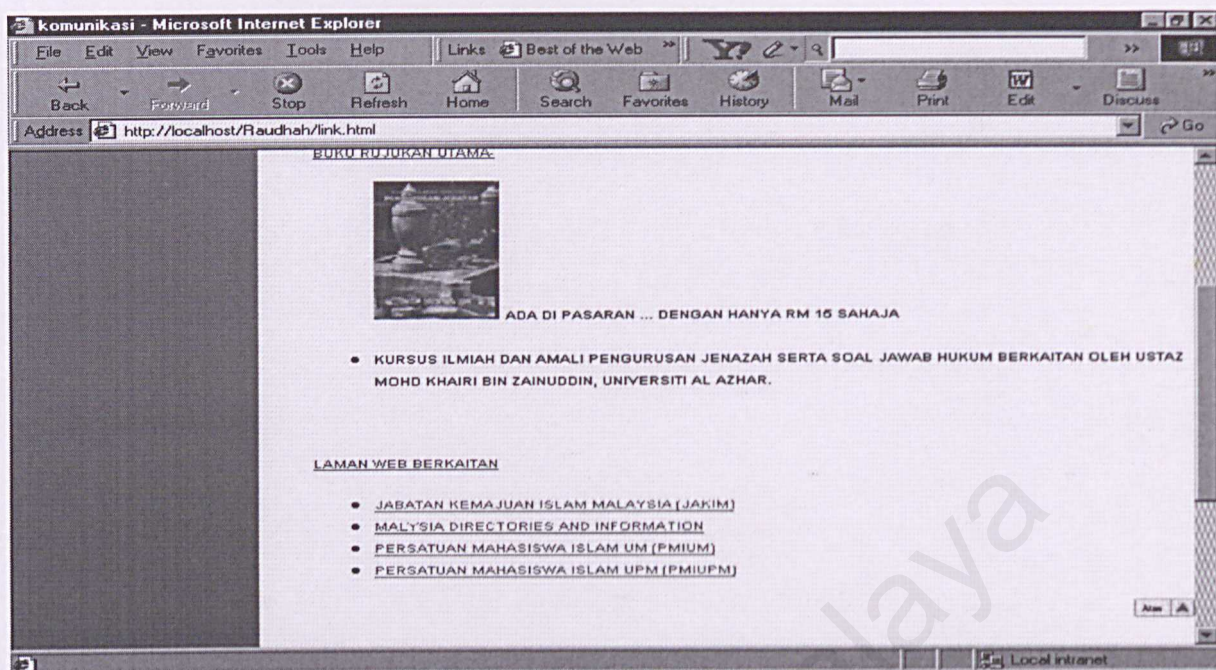 komunikasi - Microsoft Internet Explorer
File Edit View Favorites Tools Help Links Best of the Web »
Back Forward Stop Refresh Home Search Favorites History Mail Print Edit Discuss
Address http://localhost/Raudhah/link.html Go
BUKU RUJUKAN UTAMA
ADA DI PASARAN ... DENGAN HANYA RM 15 SAHAJA
• KURSUS ILMIAH DAN AMALI PENGURUSAN JENAZAH SERTA SOAL JAWAB HUKUM BERKAITAN OLEH USTAZ
MOHD KHAIRI BIN ZAINUDDIN, UNIVERSITI AL AZHAR.
LAMAN WEB BERKAITAN
• JABATAN KEMAJUAN ISLAM MALAYSIA (JAKIM)
• MALYSIA DIRECTORIES AND INFORMATION
• PERSATUAN MAHASISWA ISLAM UM (PMIUM)
• PERSATUAN MAHASISWA ISLAM UPM (PMIUPM)
Atas
Local intranet
laya